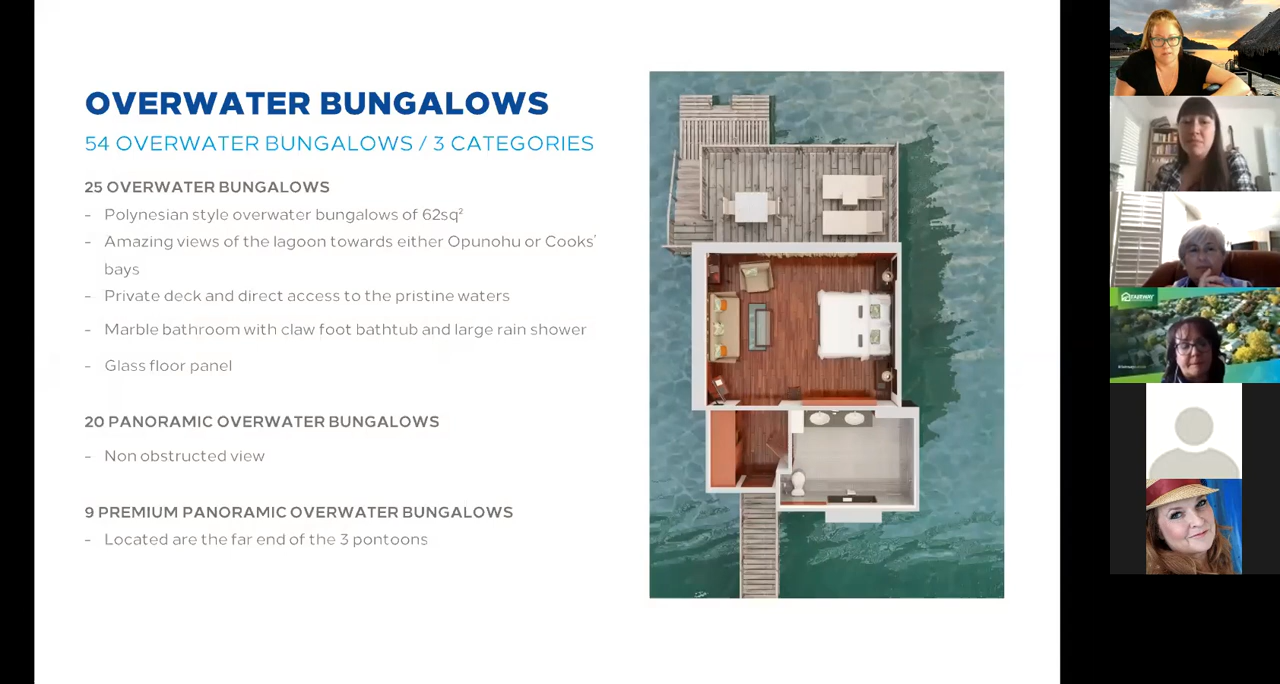 OVERWATER BUNGALOWS
54 OVERWATER BUNGALOWS / 3 CATEGORIES
25 OVERWATER BUNGALOWS
- Polynesian style overwater bungalows of 62sq²
- Amazing views of the lagoon towards either Opunohu or Cooks'
bays
- Private deck and direct access to the pristine waters
- Marble bathroom with claw foot bathtub and large rain shower
- Glass floor panel
20 PANORAMIC OVERWATER BUNGALOWS
- Non obstructed view
9 PREMIUM PANORAMIC OVERWATER BUNGALOWS
- Located are the far end of the 3 pontoons
FAIRWAY